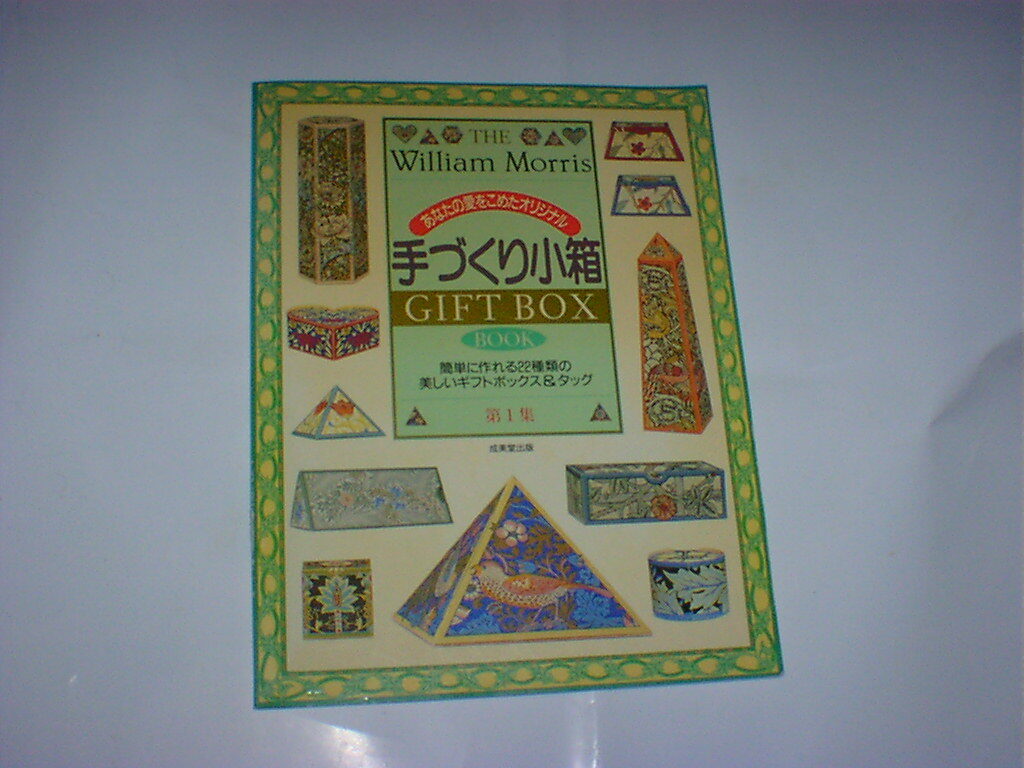 THE
William Morris
あなたの愛をこめたオリジナル
手づくり小箱
GIFT BOX
BOOK
簡単に作れる22種類の
美しいギフトボックス&タッグ
第1集
成美堂出版